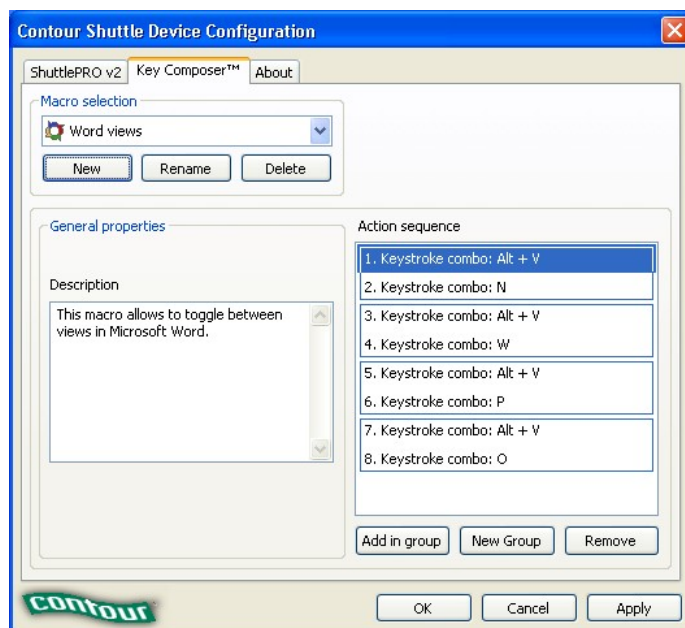 Contour Shuttle Device Configuration
ShuttlePRO v2 Key Composer™ About
Macro selection
Word views
New Rename Delete
General properties
Description
This macro allows to toggle between
views in Microsoft Word.
Action sequence
1. Keystroke combo: Alt + V
2. Keystroke combo: N
3. Keystroke combo: Alt + V
4. Keystroke combo: W
5. Keystroke combo: Alt + V
6. Keystroke combo: P
7. Keystroke combo: Alt + V
8. Keystroke combo: O
Add in group New Group Remove
contour
OK Cancel Apply